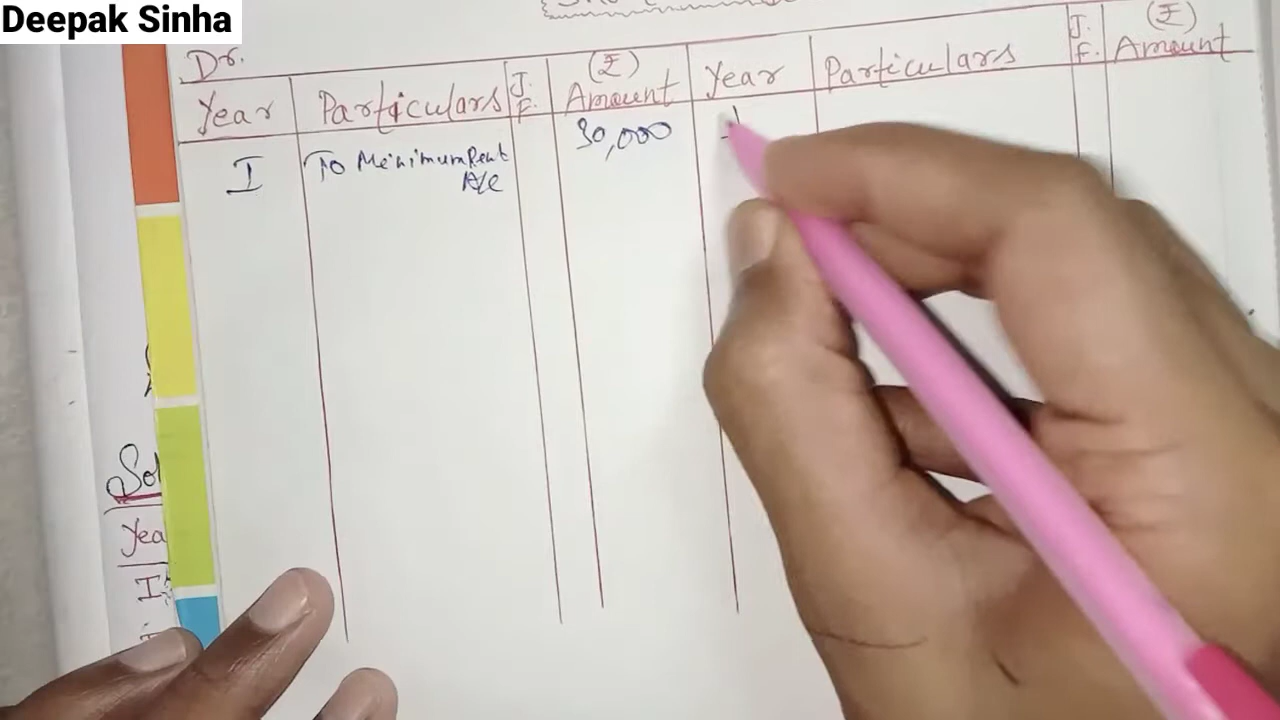 Deepak Sinha
Dr.
Year Particulars J. F. (₹) Amount Year Particulars J. F. (₹) Amount
I To Minimum Rent 30,000
A/c
Sol
Yea
I